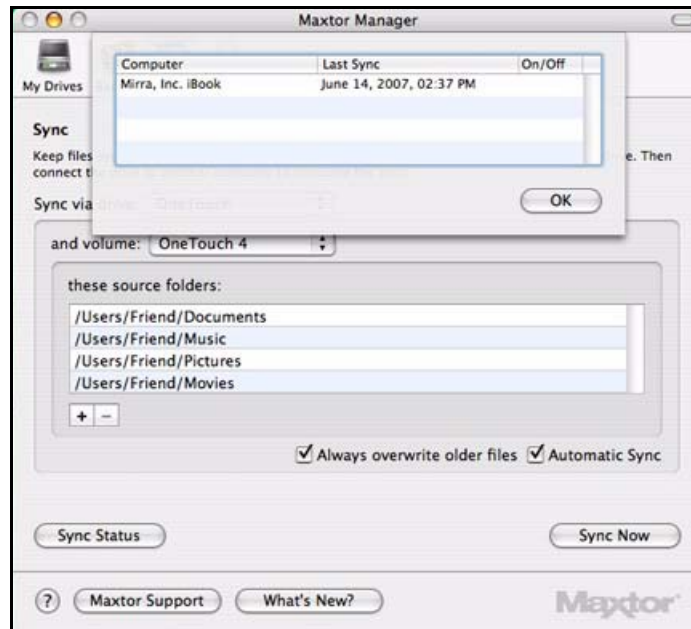 Maxtor Manager
Computer Last Sync On/Off
Mirra, Inc. iBook June 14, 2007, 02:37 PM
My Drives
Sync
Keep files e. Then
connect t
OK
Sync via drive: OneTouch
and volume: OneTouch 4
these source folders:
/Users/Friend/Documents
/Users/Friend/Music
/Users/Friend/Pictures
/Users/Friend/Movies
+ −
Always overwrite older files Automatic Sync
Sync Status Sync Now
? Maxtor Support What's New?
Maxtor